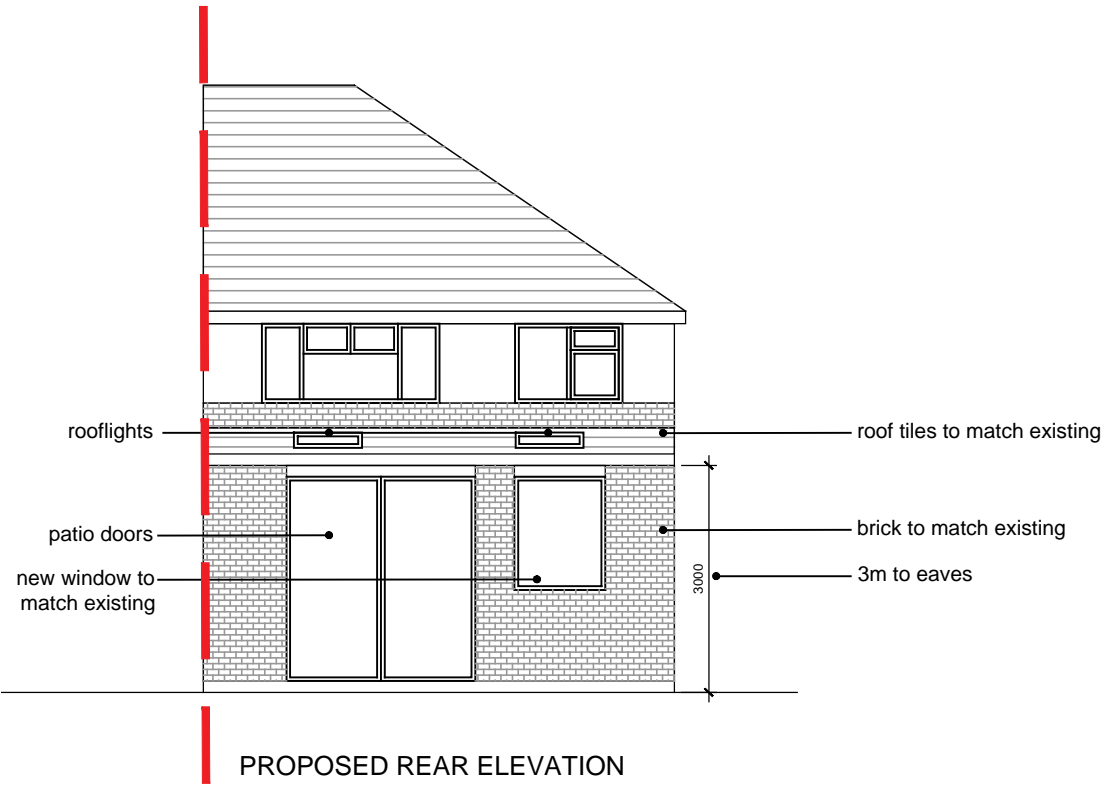 rooflights
roof tiles to match existing
patio doors
brick to match existing
new window to
match existing
3000
3m to eaves
PROPOSED REAR ELEVATION